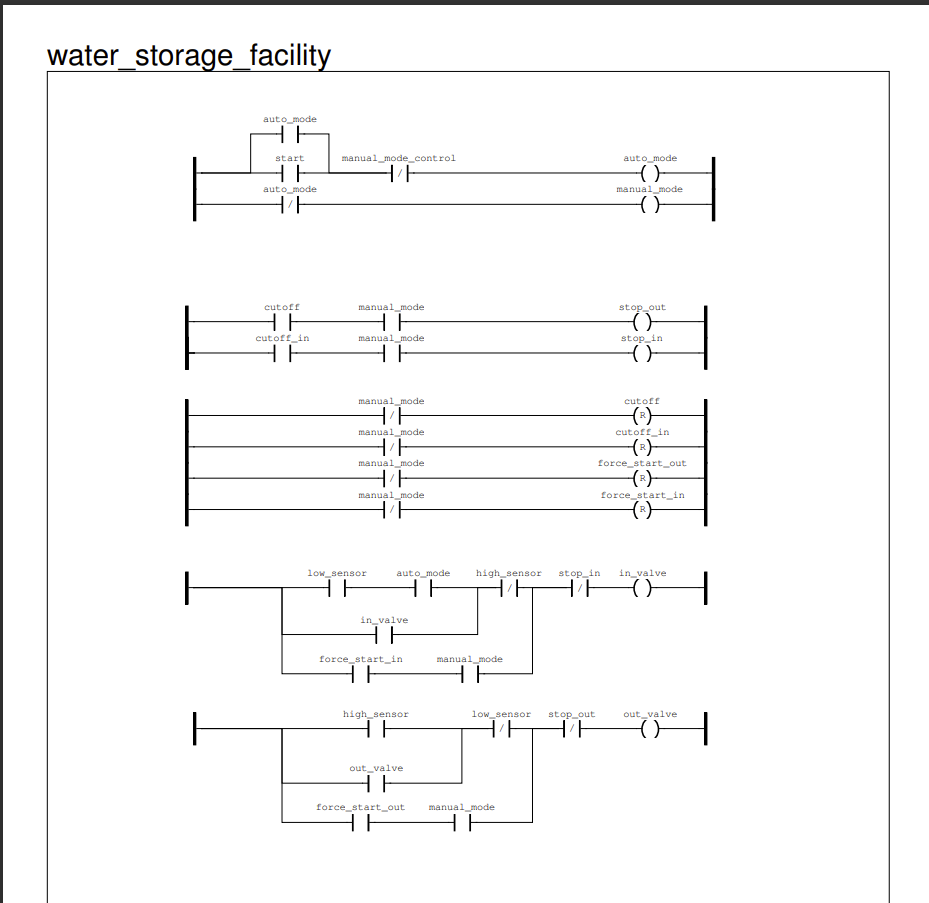 water_storage_facility
auto_mode
start manual_mode_control auto_mode
/ ( )
auto_mode manual_mode
/ ( )
cutoff manual_mode stop_out
( )
cutoff_in manual_mode stop_in
( )
manual_mode cutoff
/ (R)
manual_mode cutoff_in
/ (R)
manual_mode force_start_out
/ (R)
manual_mode force_start_in
/ (R)
low_sensor auto_mode high_sensor stop_in in_valve
/ / ( )
in_valve
force_start_in manual_mode
high_sensor low_sensor stop_out out_valve
/ / ( )
out_valve
force_start_out manual_mode